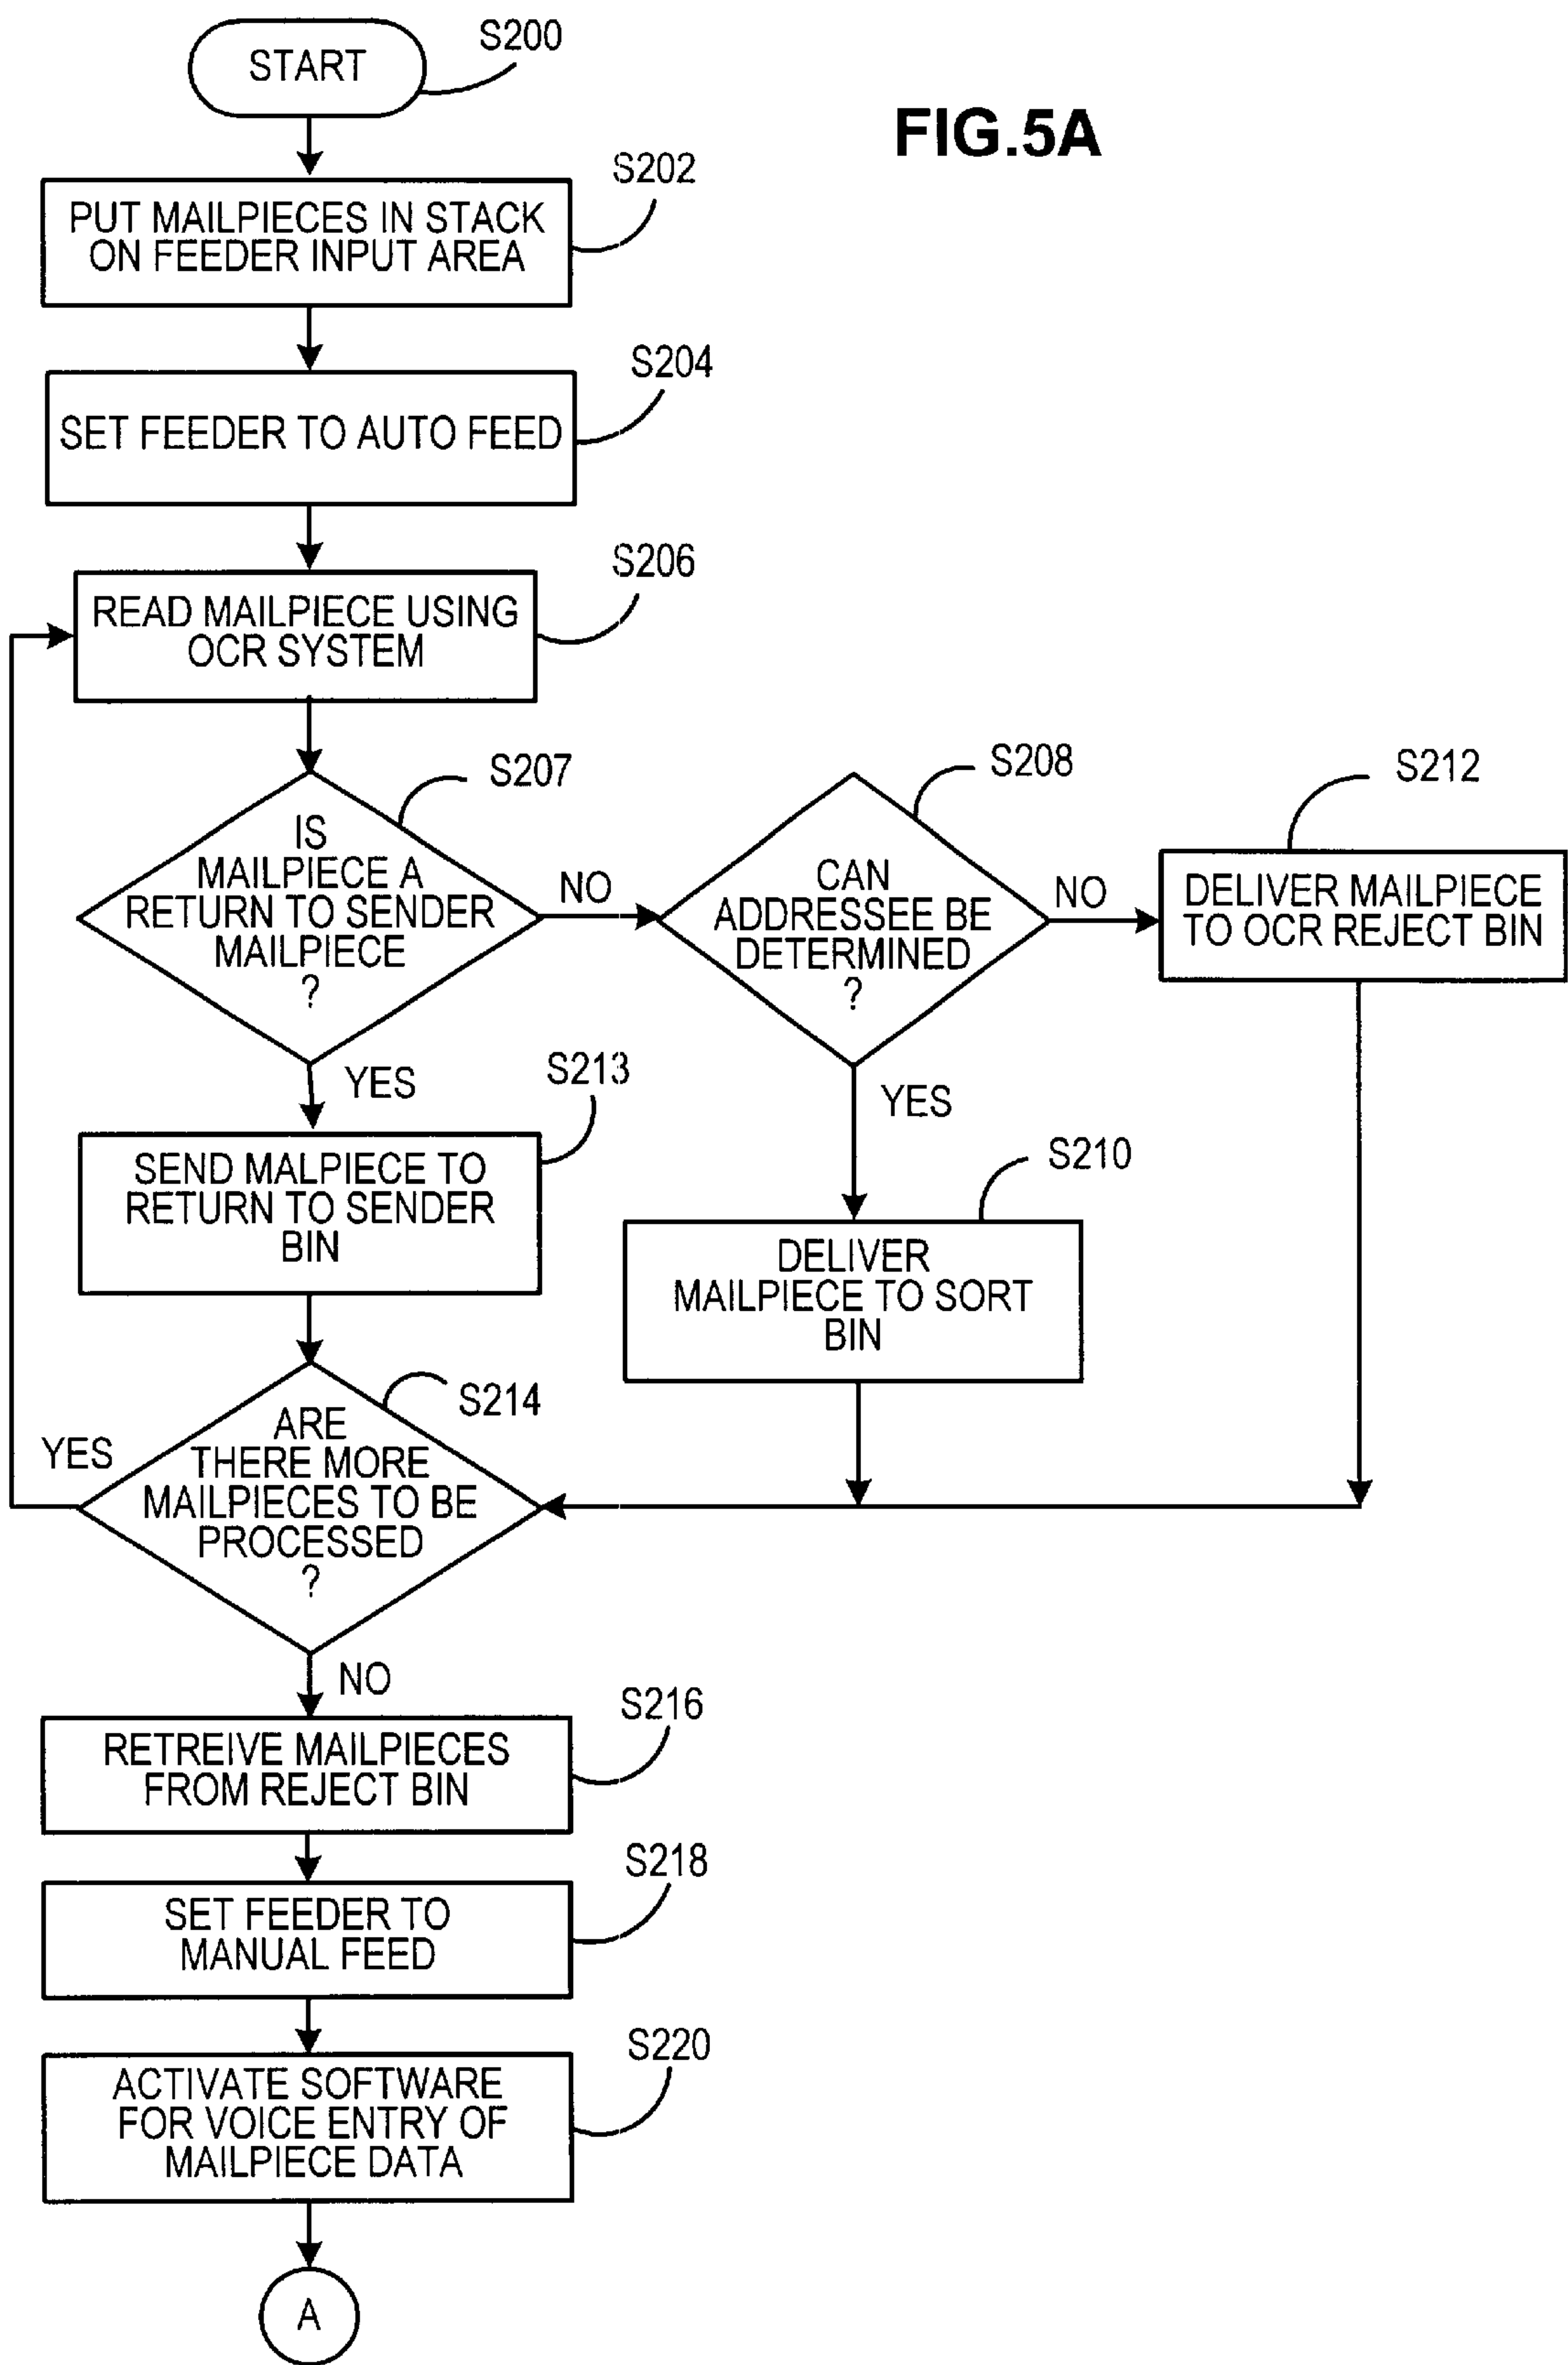 S200
START
FIG.5A
S202
PUT MAILPIECES IN STACK
ON FEEDER INPUT AREA
S204
SET FEEDER TO AUTO FEED
S206
READ MAILPIECE USING
OCR SYSTEM
S207
IS
MAILPIECE A
RETURN TO SENDER
MAILPIECE
?
NO
S208
CAN
ADDRESSEE BE
DETERMINED
?
NO
S212
DELIVER MAILPIECE
TO OCR REJECT BIN
YES
S213
SEND MALPIECE TO
RETURN TO SENDER
BIN
YES
S210
DELIVER
MAILPIECE TO SORT
BIN
S214
ARE
THERE MORE
MAILPIECES TO BE
PROCESSED
?
YES
NO
S216
RETREIVE MAILPIECES
FROM REJECT BIN
S218
SET FEEDER TO
MANUAL FEED
S220
ACTIVATE SOFTWARE
FOR VOICE ENTRY OF
MAILPIECE DATA
A